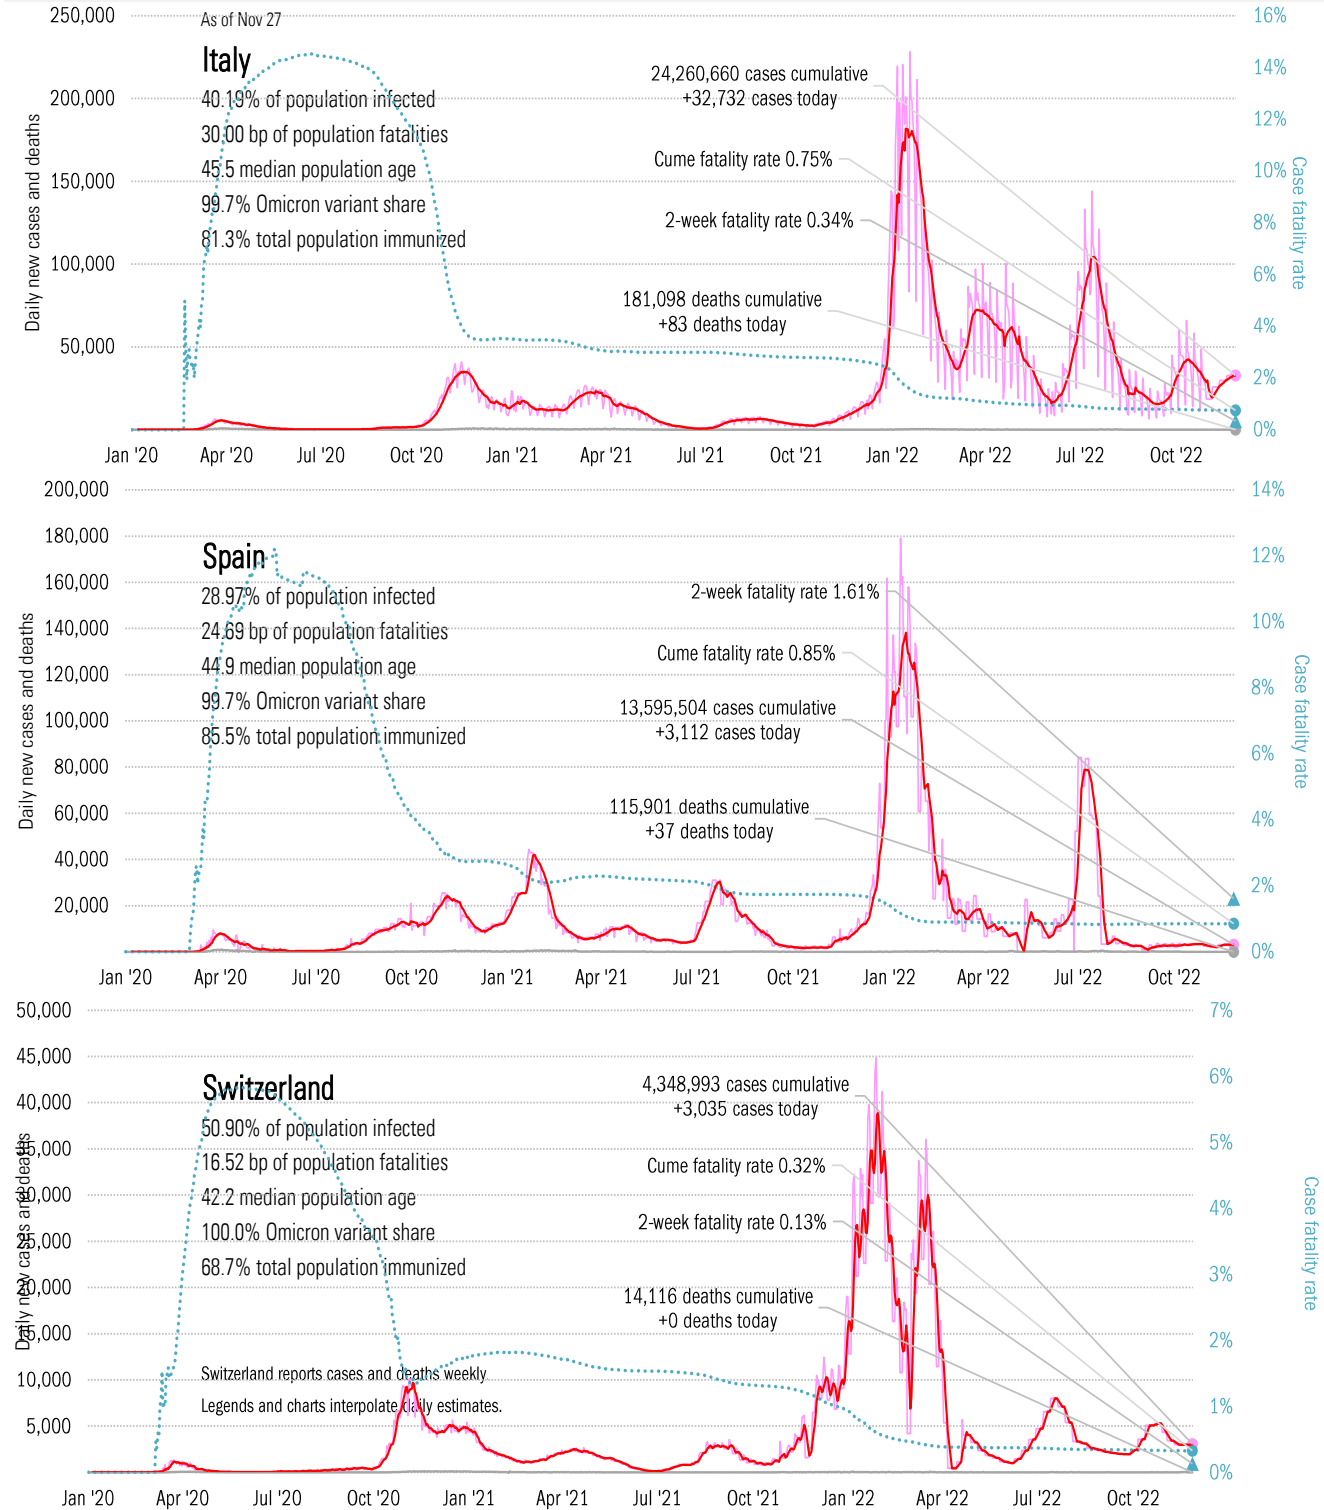 As of Nov 27
Italy
40.19% of population infected
30.00 bp of population fatalities
45.5 median population age
99.7% Omicron variant share
81.3% total population immunized
24,260,660 cases cumulative
+32,732 cases today
Cume fatality rate 0.75%
2-week fatality rate 0.34%
181,098 deaths cumulative
+83 deaths today
Daily new cases and deaths
250,000
200,000
150,000
100,000
50,000
Case fatality rate
16%
14%
12%
10%
8%
6%
4%
2%
0%
Jan '20 Apr '20 Jul '20 Oct '20 Jan '21 Apr '21 Jul '21 Oct '21 Jan '22 Apr '22 Jul '22 Oct '22
Spain
28.97% of population infected
24.69 bp of population fatalities
44.9 median population age
99.7% Omicron variant share
85.5% total population immunized
2-week fatality rate 1.61%
Cume fatality rate 0.85%
13,595,504 cases cumulative
+3,112 cases today
115,901 deaths cumulative
+37 deaths today
Daily new cases and deaths
200,000
180,000
160,000
140,000
120,000
100,000
80,000
60,000
40,000
20,000
Case fatality rate
14%
12%
10%
8%
6%
4%
2%
0%
Jan '20 Apr '20 Jul '20 Oct '20 Jan '21 Apr '21 Jul '21 Oct '21 Jan '22 Apr '22 Jul '22 Oct '22
Switzerland
50.90% of population infected
16.52 bp of population fatalities
42.2 median population age
100.0% Omicron variant share
68.7% total population immunized
Switzerland reports cases and deaths weekly.
Legends and charts interpolate daily estimates.
4,348,993 cases cumulative
+3,035 cases today
Cume fatality rate 0.32%
2-week fatality rate 0.13%
14,116 deaths cumulative
+0 deaths today
Daily new cases and deaths
50,000
45,000
40,000
35,000
30,000
25,000
20,000
15,000
10,000
5,000
Case fatality rate
7%
6%
5%
4%
3%
2%
1%
0%
Jan '20 Apr '20 Jul '20 Oct '20 Jan '21 Apr '21 Jul '21 Oct '21 Jan '22 Apr '22 Jul '22 Oct '22